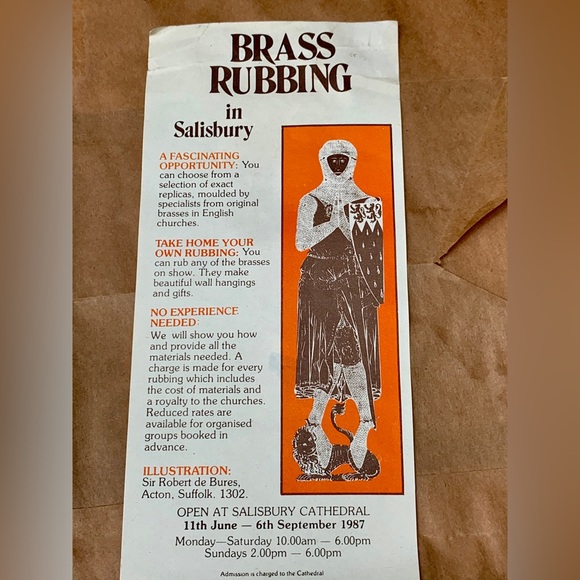 BRASS
RUBBING
in
Salisbury
A FASCINATING
OPPORTUNITY: You
can choose from a
selection of exact
replicas, moulded by
specialists from original
brasses in English
churches.
TAKE HOME YOUR
OWN RUBBING: You
can rub any of the brasses
on show. They make
beautiful wall hangings
and gifts.
NO EXPERIENCE
NEEDED:
We will show you how
and provide all the
materials needed. A
charge is made for every
rubbing which includes
the cost of materials and
a royalty to the churches.
Reduced rates are
available for organised
groups booked in
advance.
ILLUSTRATION:
Sir Robert de Bures,
Acton, Suffolk. 1302.
OPEN AT SALISBURY CATHEDRAL
11th June — 6th September 1987
Monday—Saturday 10.00am — 6.00pm
Sundays 2.00pm — 6.00pm
Admission is charged to the Cathedral